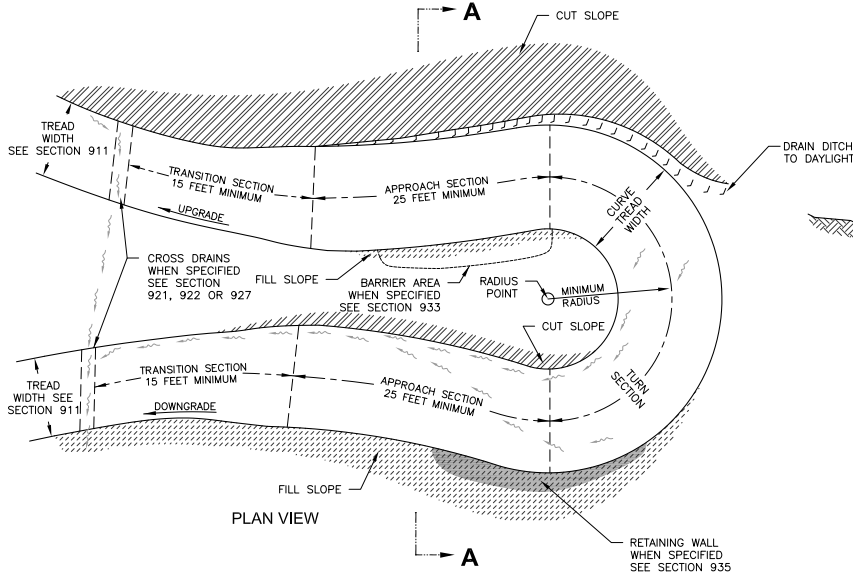 A
CUT SLOPE
TREAD
WIDTH
SEE SECTION 911
TRANSITION SECTION
15 FEET MINIMUM
APPROACH SECTION
25 FEET MINIMUM
DRAIN DITCH
TO DAYLIGHT
CURVE
TREAD
WIDTH
UPGRADE
CROSS DRAINS
WHEN SPECIFIED
SEE SECTION
921, 922 OR 927
FILL SLOPE
BARRIER AREA
WHEN SPECIFIED
SEE SECTION 933
RADIUS
POINT
MINIMUM
RADIUS
CUT SLOPE
TREAD
WIDTH SEE
SECTION 911
TRANSITION SECTION
15 FEET MINIMUM
APPROACH SECTION
25 FEET MINIMUM
TURN
SECTION
DOWNGRADE
FILL SLOPE
PLAN VIEW
A
RETAINING WALL
WHEN SPECIFIED
SEE SECTION 935